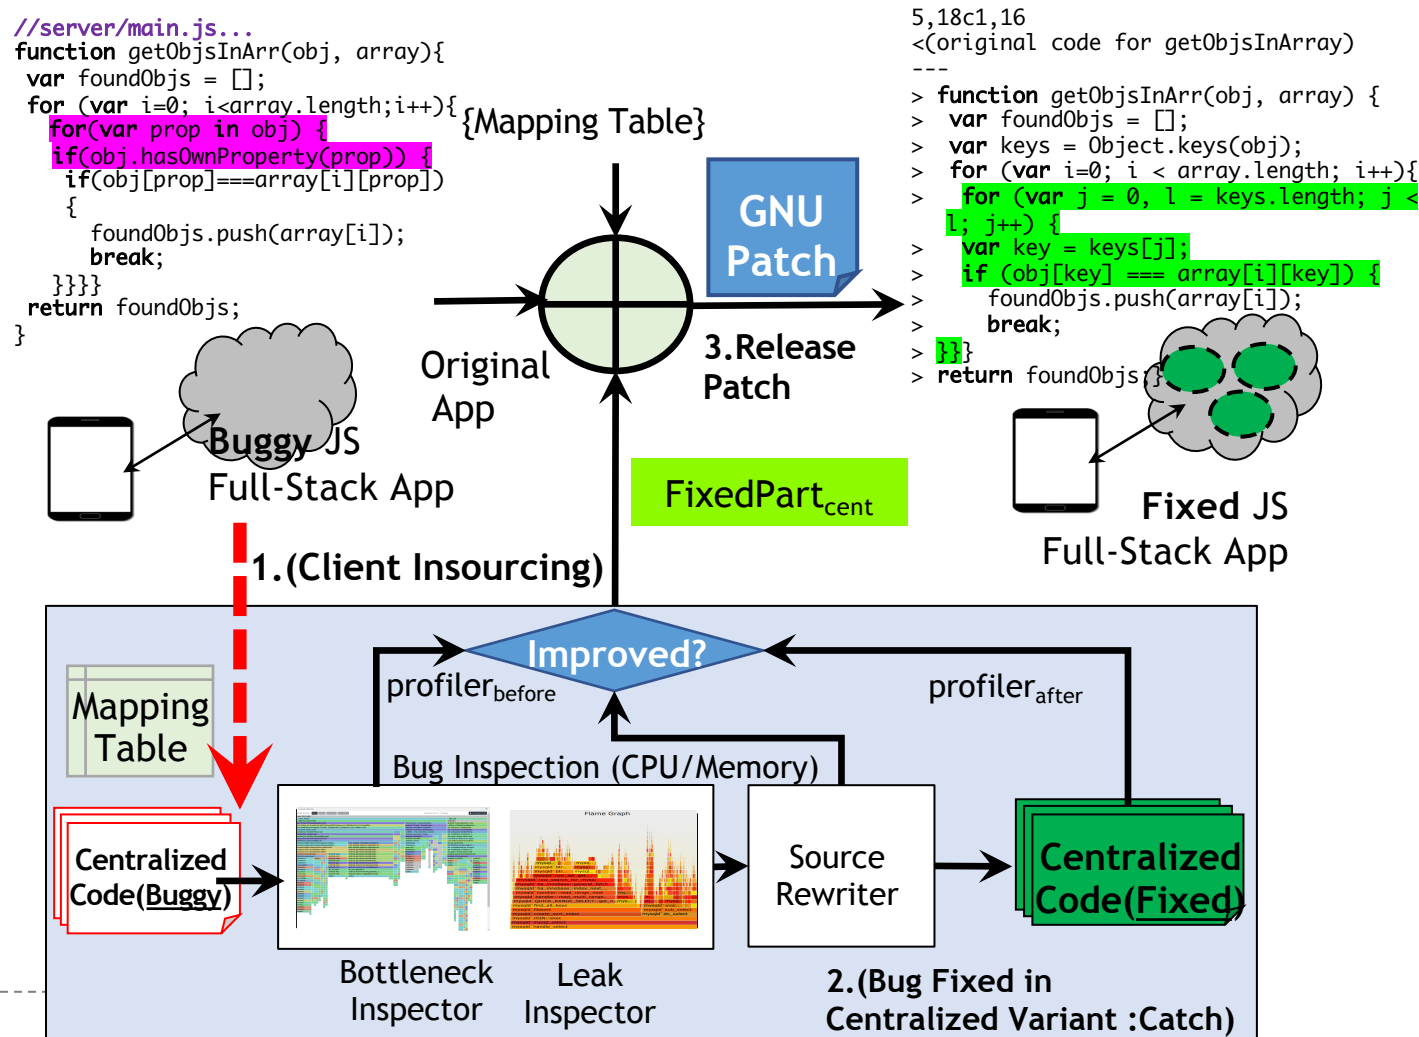 //server/main.js...
function getObjsInArr(obj, array){
var foundObjs = [];
for (var i=0; i<array.length;i++){
for(var prop in obj) {
if(obj.hasOwnProperty(prop)) {
if(obj[prop]===array[i][prop])
{
foundObjs.push(array[i]);
break;
}}}}
return foundObjs;
}
{Mapping Table}
GNU
Patch
5,18c1,16
<(original code for getObjsInArray)
---
> function getObjsInArr(obj, array) {
> var foundObjs = [];
> var keys = Object.keys(obj);
> for (var i=0; i < array.length; i++){
> for (var j = 0, l = keys.length; j <
l; j++) {
> var key = keys[j];
> if (obj[key] === array[i][key]) {
> foundObjs.push(array[i]);
> break;
> }}}
> return foundObjs;}
Original
App
3.Release
Patch
Buggy JS
Full-Stack App
FixedPartcent
Fixed JS
Full-Stack App
1.(Client Insourcing)
Improved?
profilerbefore
profilerafter
Mapping
Table
Bug Inspection (CPU/Memory)
Centralized
Code(Buggy)
Flame Graph
Source
Rewriter
Centralized
Code(Fixed)
Bottleneck
Inspector
Leak
Inspector
2.(Bug Fixed in
Centralized Variant :Catch)